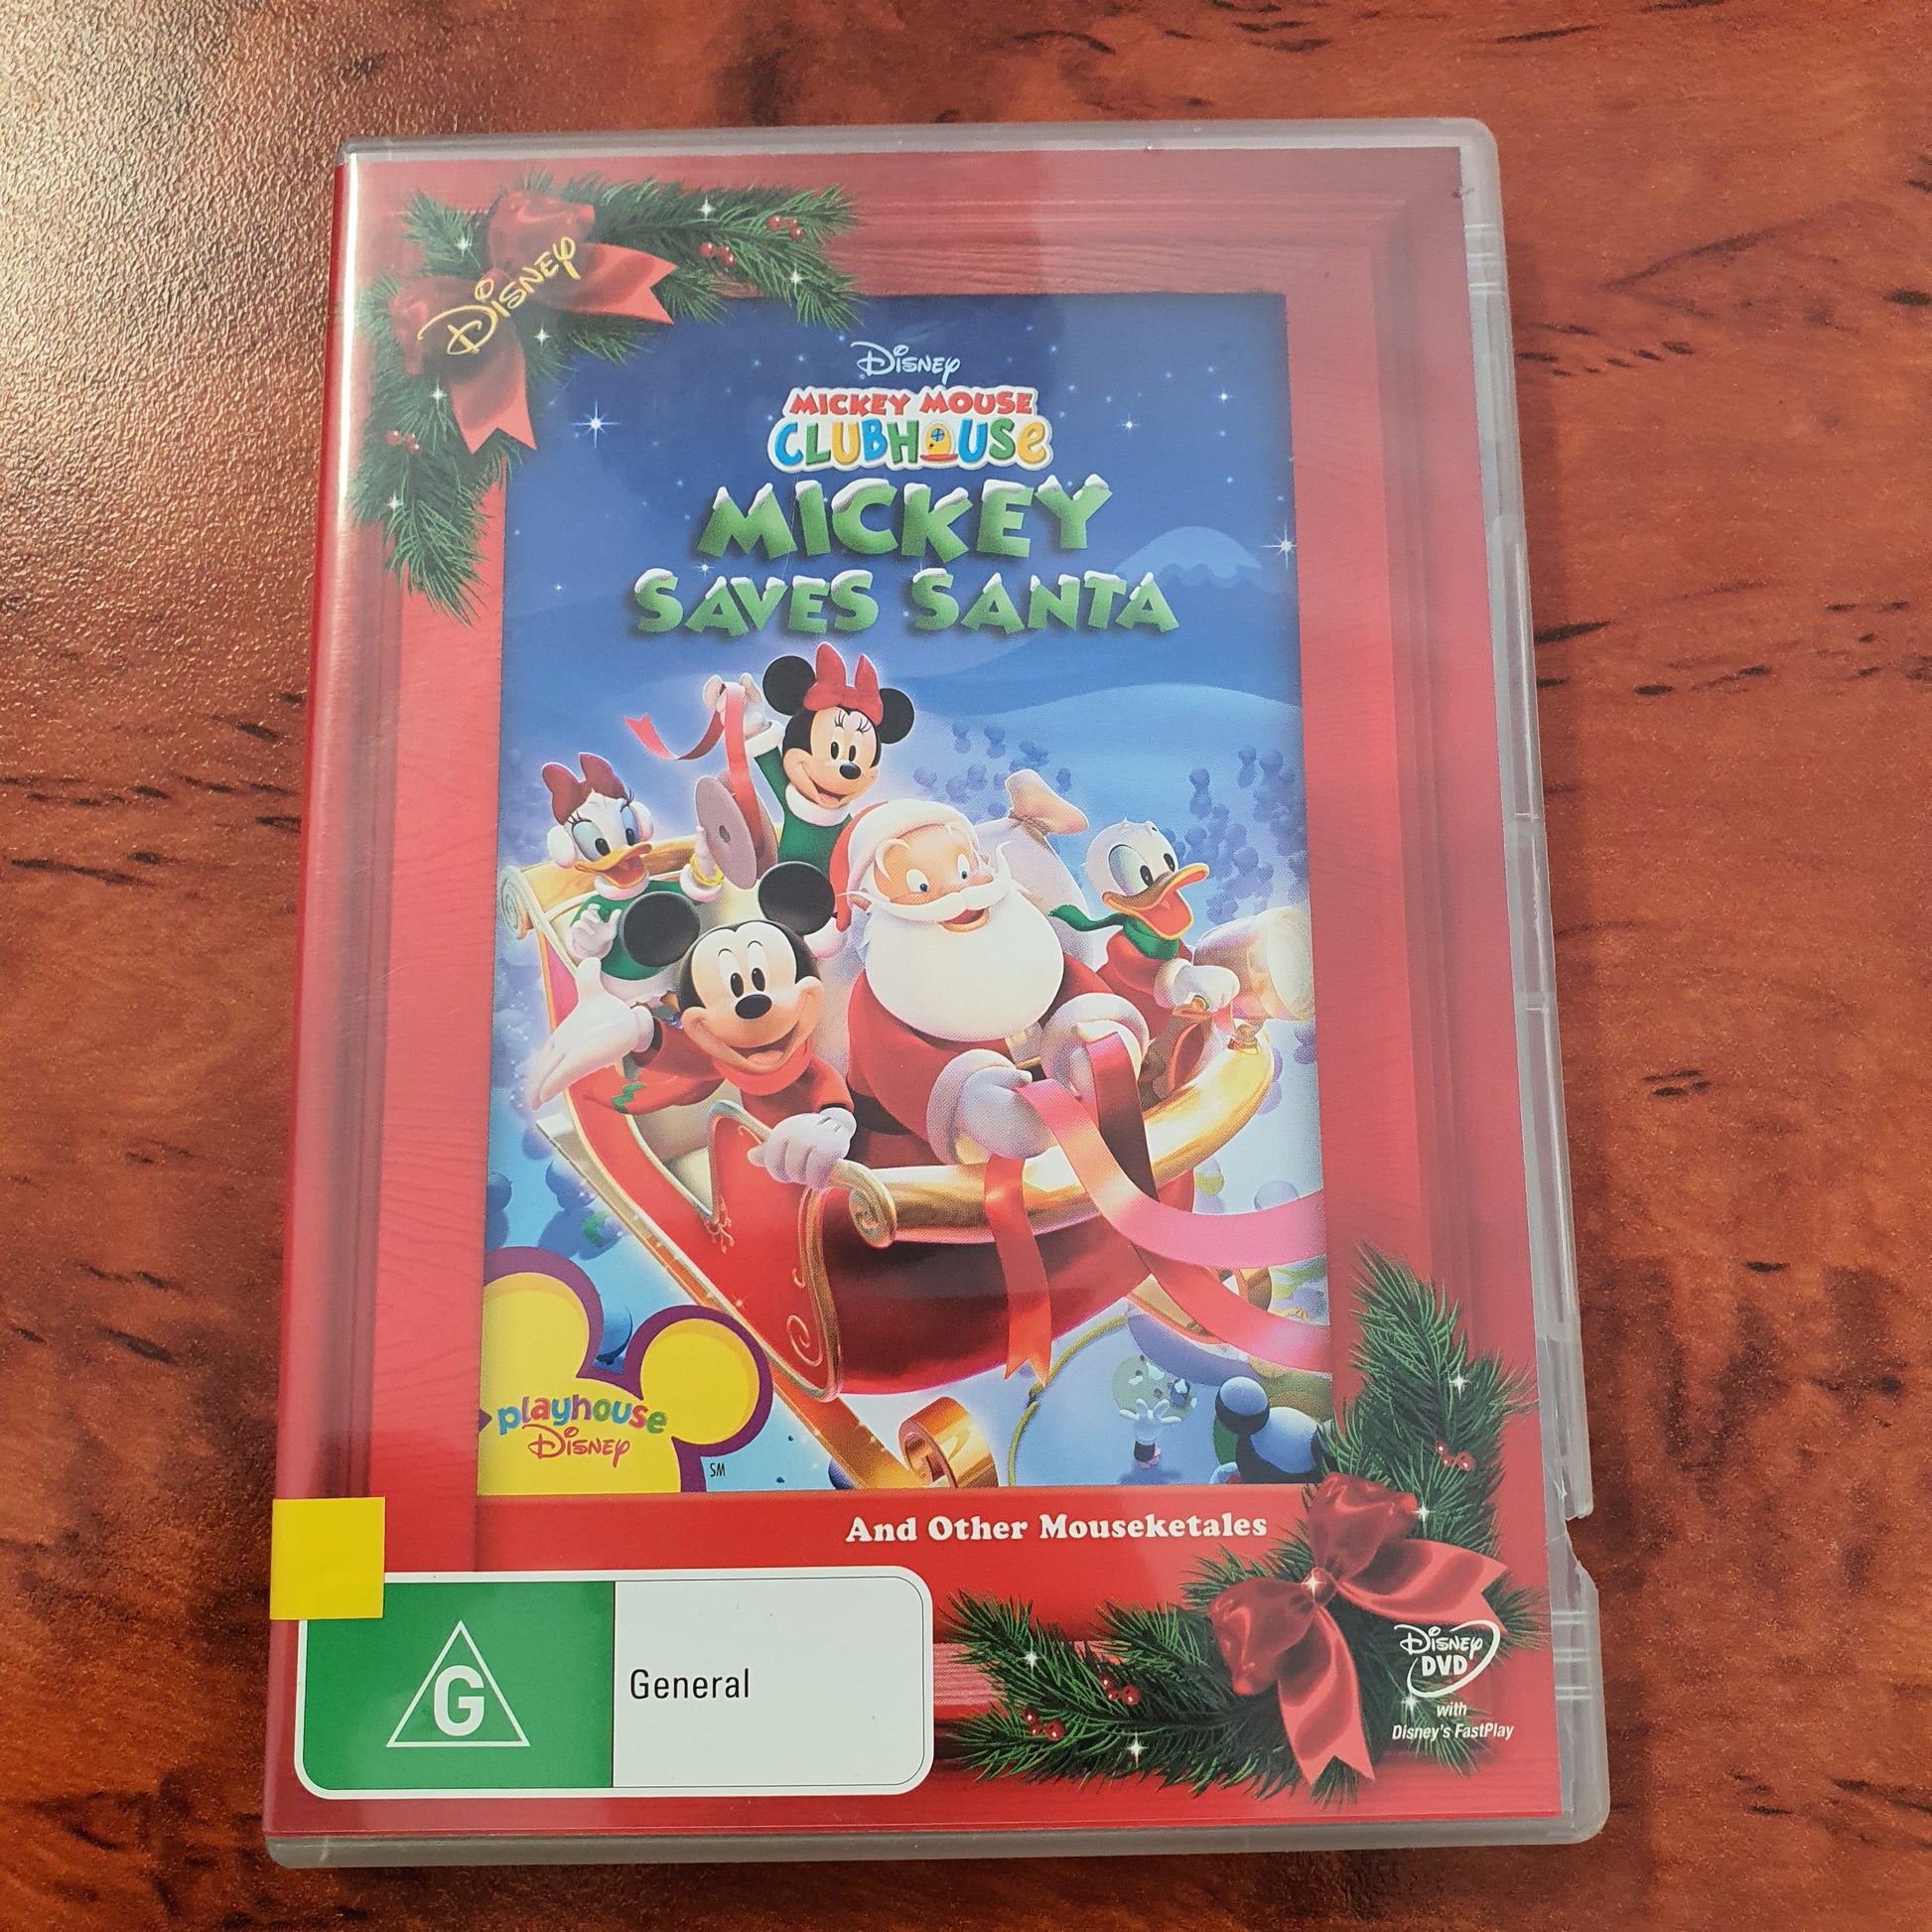 Disney
Disney
MICKEY MOUSE
CLUBHOUSE
MICKEY
SAVES SANTA
playhouse
Disney
SM
And Other Mouseketales
G
General
Disney
DVD
with
Disney's FastPlay